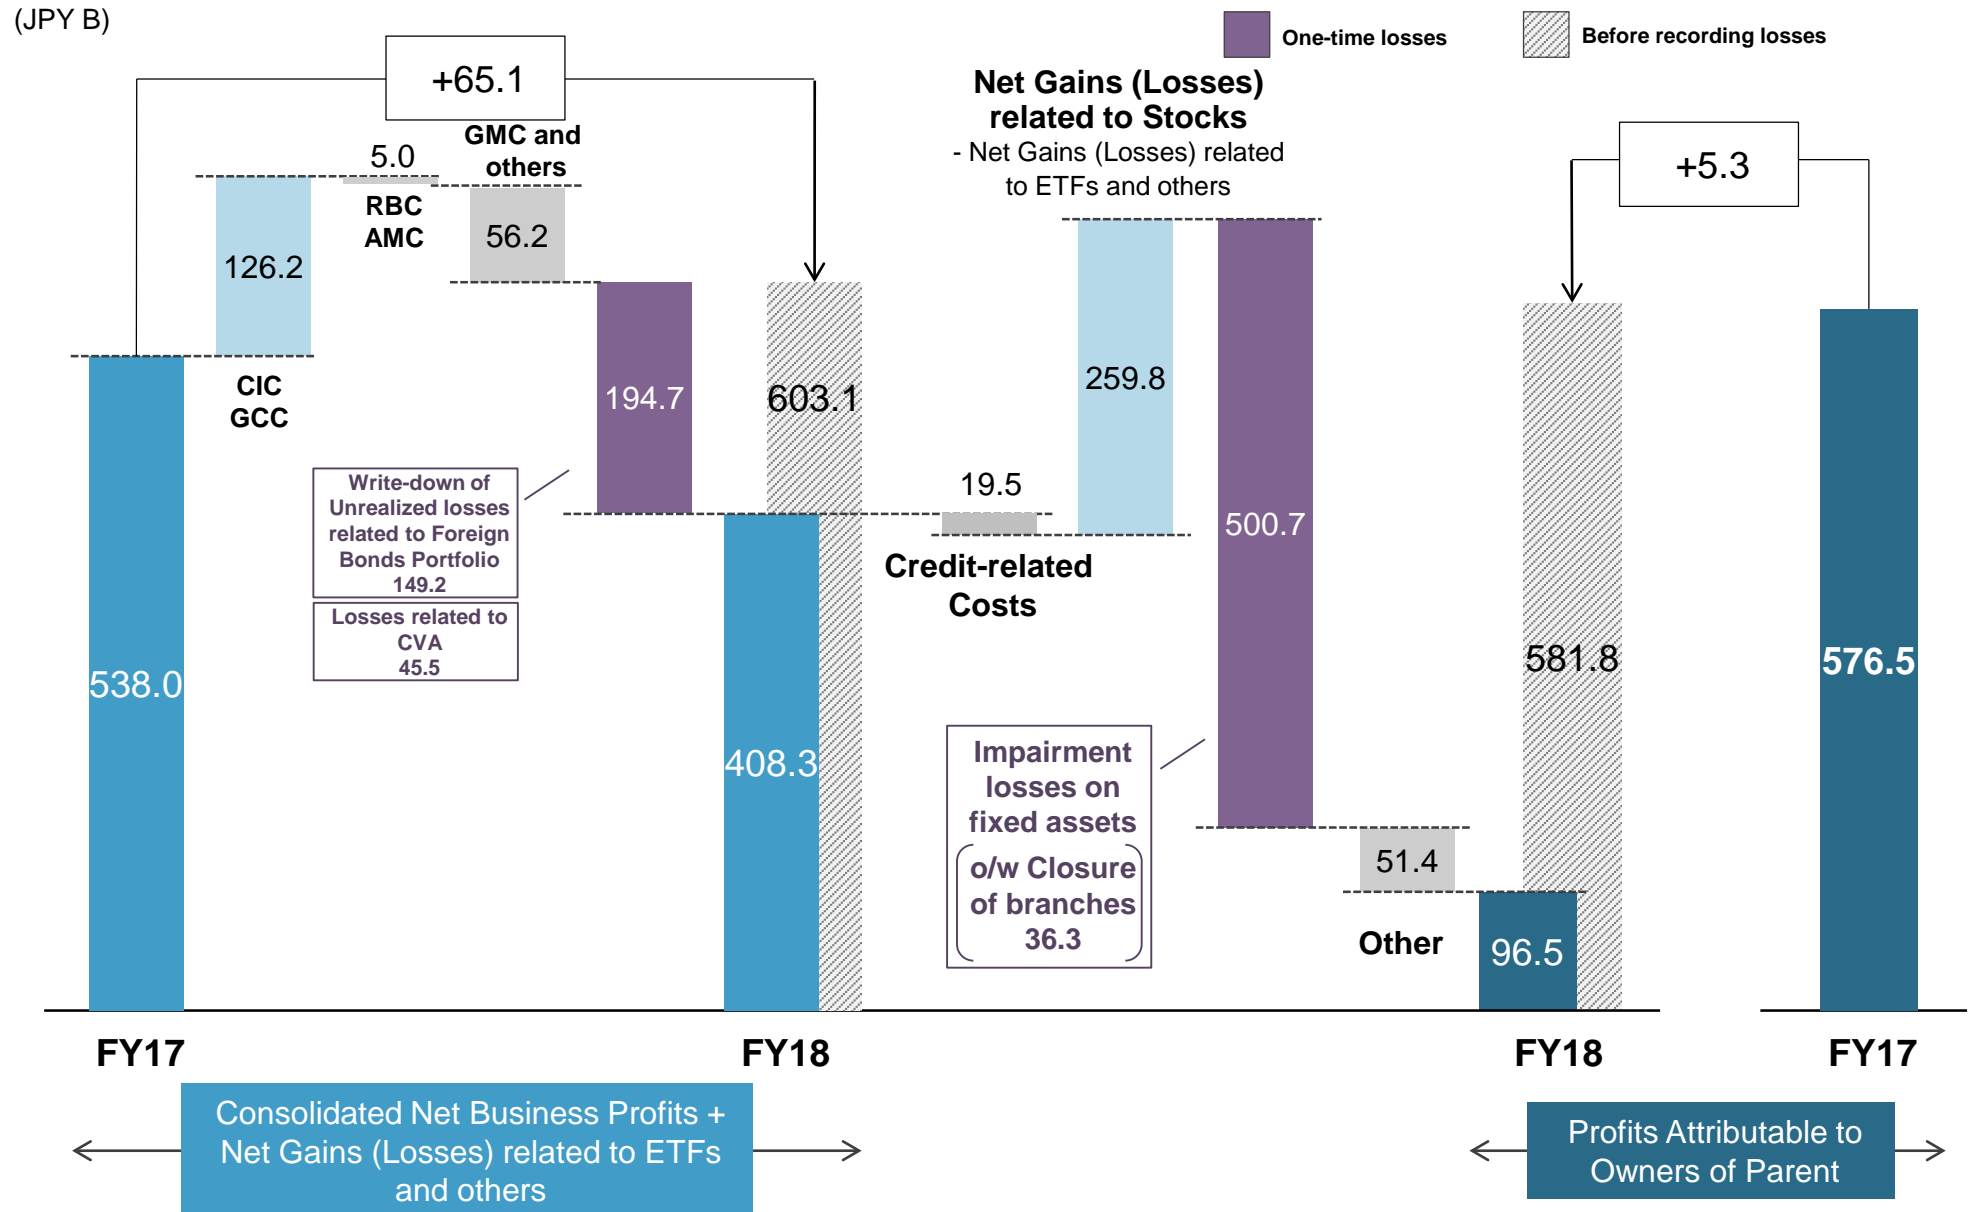 (JPY B)
One-time losses
Before recording losses
+65.1
Net Gains (Losses)
related to Stocks
- Net Gains (Losses) related
to ETFs and others
+5.3
GMC and
others
5.0
RBC
AMC
56.2
126.2
CIC
GCC
194.7
603.1
259.8
500.7
19.5
Credit-related
Costs
Write-down of
Unrealized losses
related to Foreign
Bonds Portfolio
149.2
Losses related to
CVA
45.5
538.0
408.3
Impairment
losses on
fixed assets
o/w Closure
of branches
36.3
51.4
Other
96.5
581.8
576.5
FY17
FY18
FY18
FY17
Consolidated Net Business Profits +
Net Gains (Losses) related to ETFs
and others
Profits Attributable to
Owners of Parent